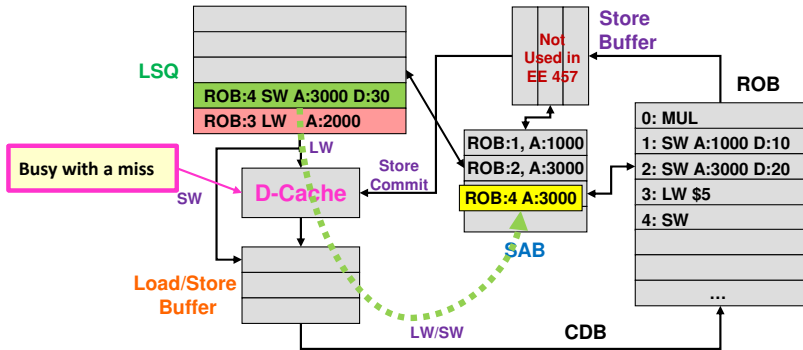 Store
Buffer
Not
Used in
EE 457
LSQ
ROB
ROB:4 SW A:3000 D:30
ROB:3 LW A:2000
0: MUL
1: SW A:1000 D:10
2: SW A:3000 D:20
3: LW $5
4: SW
...
ROB:1, A:1000
ROB:2, A:3000
ROB:4 A:3000
SAB
LW
Store
Commit
Busy with a miss
SW
D-Cache
Load/Store
Buffer
LW/SW
CDB